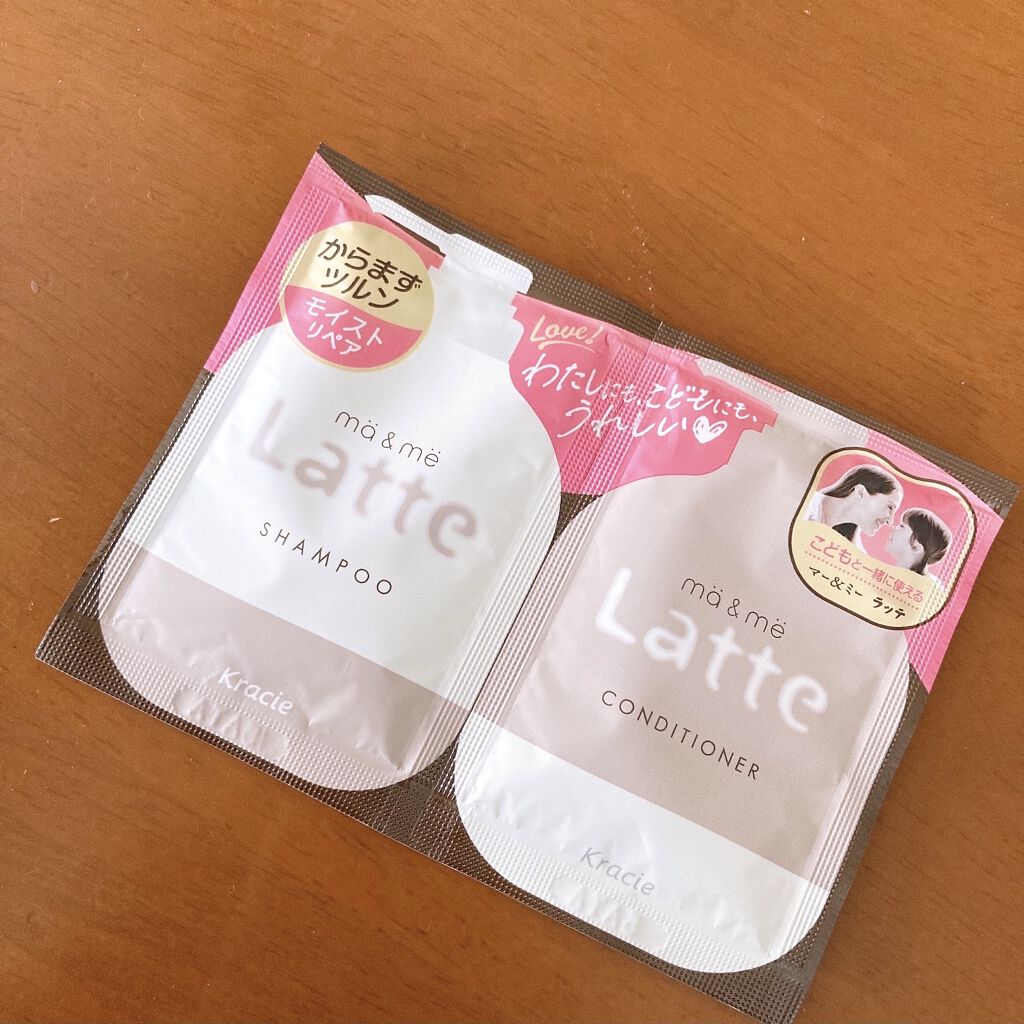 からまず
ツルン
モイスト
リペア
mä & më
Latte
SHAMPOO
Kracie
Love!
わたしにも、こどもにも、
うれしい
mä & më
Latte
CONDITIONER
Kracie
こどもと一緒に使える
マー&ミー ラッテ